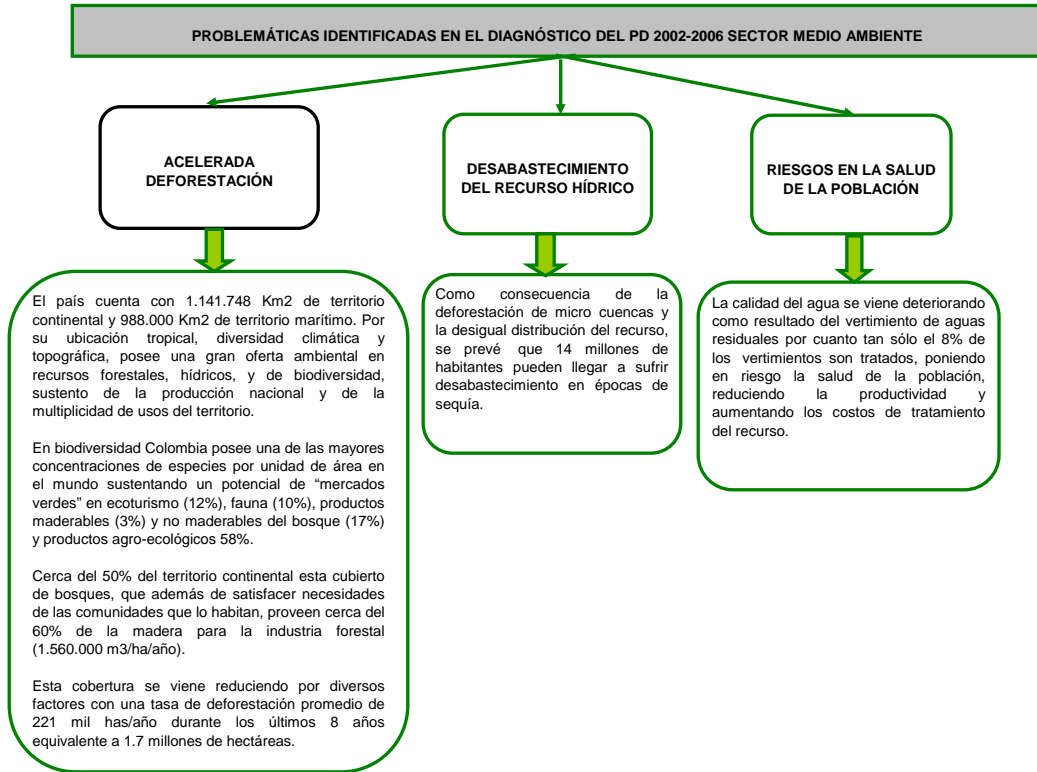 PROBLEMÁTICAS IDENTIFICADAS EN EL DIAGNÓSTICO DEL PD 2002-2006 SECTOR MEDIO AMBIENTE
ACELERADA
DEFORESTACIÓN
El país cuenta con 1.141.748 Km2 de territorio
continental y 988.000 Km2 de territorio marítimo. Por
su ubicación tropical, diversidad climática y
topográfica, posee una gran oferta ambiental en
recursos forestales, hídricos, y de biodiversidad,
sustento de la producción nacional y de la
multiplicidad de usos del territorio.
En biodiversidad Colombia posee una de las mayores
concentraciones de especies por unidad de área en
el mundo sustentando un potencial de “mercados
verdes” en ecoturismo (12%), fauna (10%), productos
maderables (3%) y no maderables del bosque (17%)
y productos agro-ecológicos 58%.
Cerca del 50% del territorio continental esta cubierto
de bosques, que además de satisfacer necesidades
de las comunidades que lo habitan, proveen cerca del
60% de la madera para la industria forestal
(1.560.000 m3/ha/año).
Esta cobertura se viene reduciendo por diversos
factores con una tasa de deforestación promedio de
221 mil has/año durante los últimos 8 años
equivalente a 1.7 millones de hectáreas.
DESABASTECIMIENTO
DEL RECURSO HÍDRICO
Como consecuencia de la
deforestación de micro cuencas y
la desigual distribución del recurso,
se prevé que 14 millones de
habitantes pueden llegar a sufrir
desabastecimiento en épocas de
sequía.
RIESGOS EN LA SALUD
DE LA POBLACIÓN
La calidad del agua se viene deteriorando
como resultado del vertimiento de aguas
residuales por cuanto tan sólo el 8% de
los vertimientos son tratados, poniendo
en riesgo la salud de la población,
reduciendo la productividad y
aumentando los costos de tratamiento
del recurso.